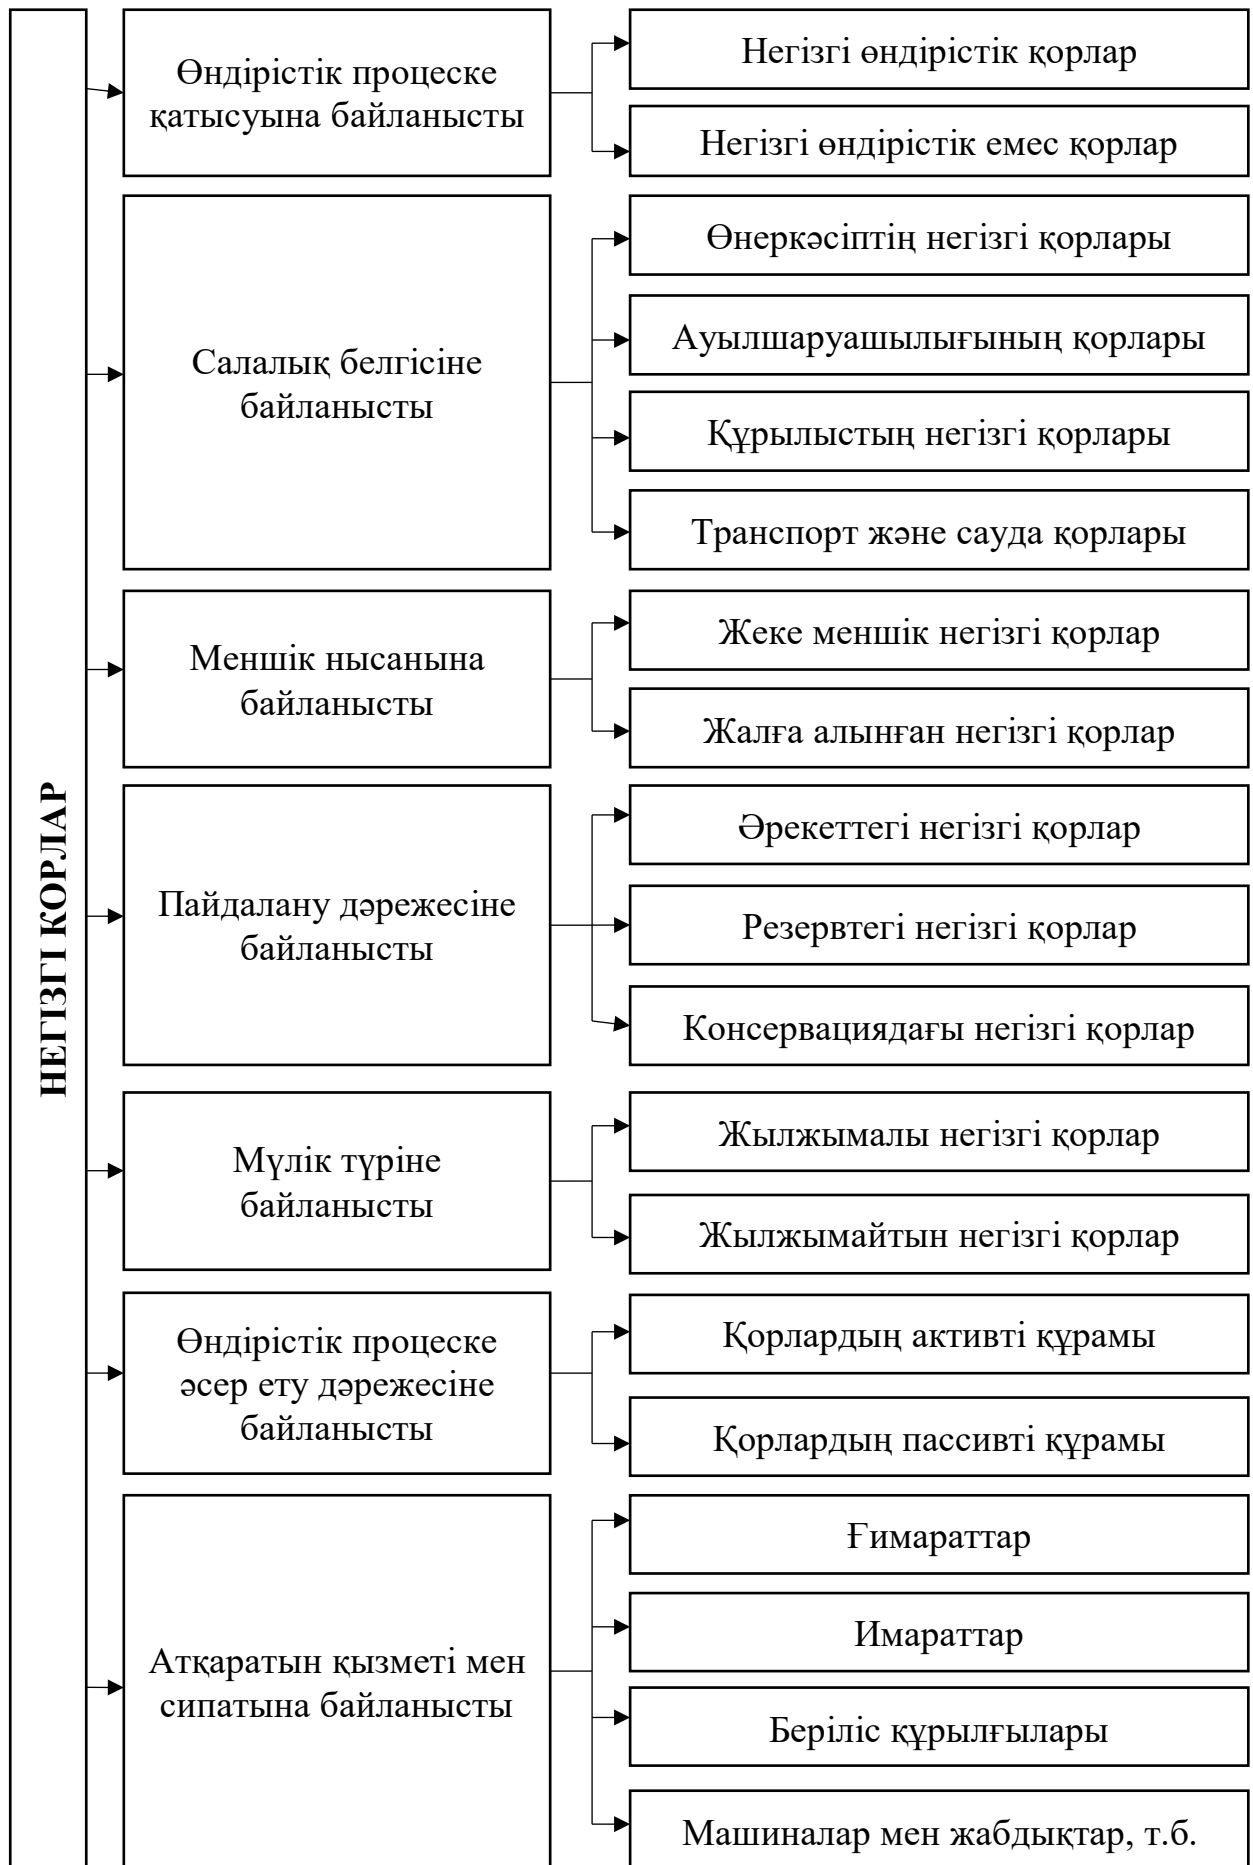 НЕГІЗГІ ҚОРЛАР
Өндірістік процеске
қатысуына байланысты
Негізгі өндірістік қорлар
Негізгі өндірістік емес қорлар
Салалық белгісіне
байланысты
Өнеркәсіптің негізгі қорлары
Ауылшаруашылығының қорлары
Құрылыстың негізгі қорлары
Транспорт және сауда қорлары
Меншік нысанына
байланысты
Жеке меншік негізгі қорлар
Жалға алынған негізгі қорлар
Пайдалану дәрежесіне
байланысты
Әрекеттегі негізгі қорлар
Резервтегі негізгі қорлар
Консервациядағы негізгі қорлар
Мүлік түріне
байланысты
Жылжымалы негізгі қорлар
Жылжымайтын негізгі қорлар
Өндірістік процеске
әсер ету дәрежесіне
байланысты
Қорлардың активті құрамы
Қорлардың пассивті құрамы
Атқаратын қызметі мен
сипатына байланысты
Ғимараттар
Имараттар
Беріліс құрылғылары
Машиналар мен жабдықтар, т.б.